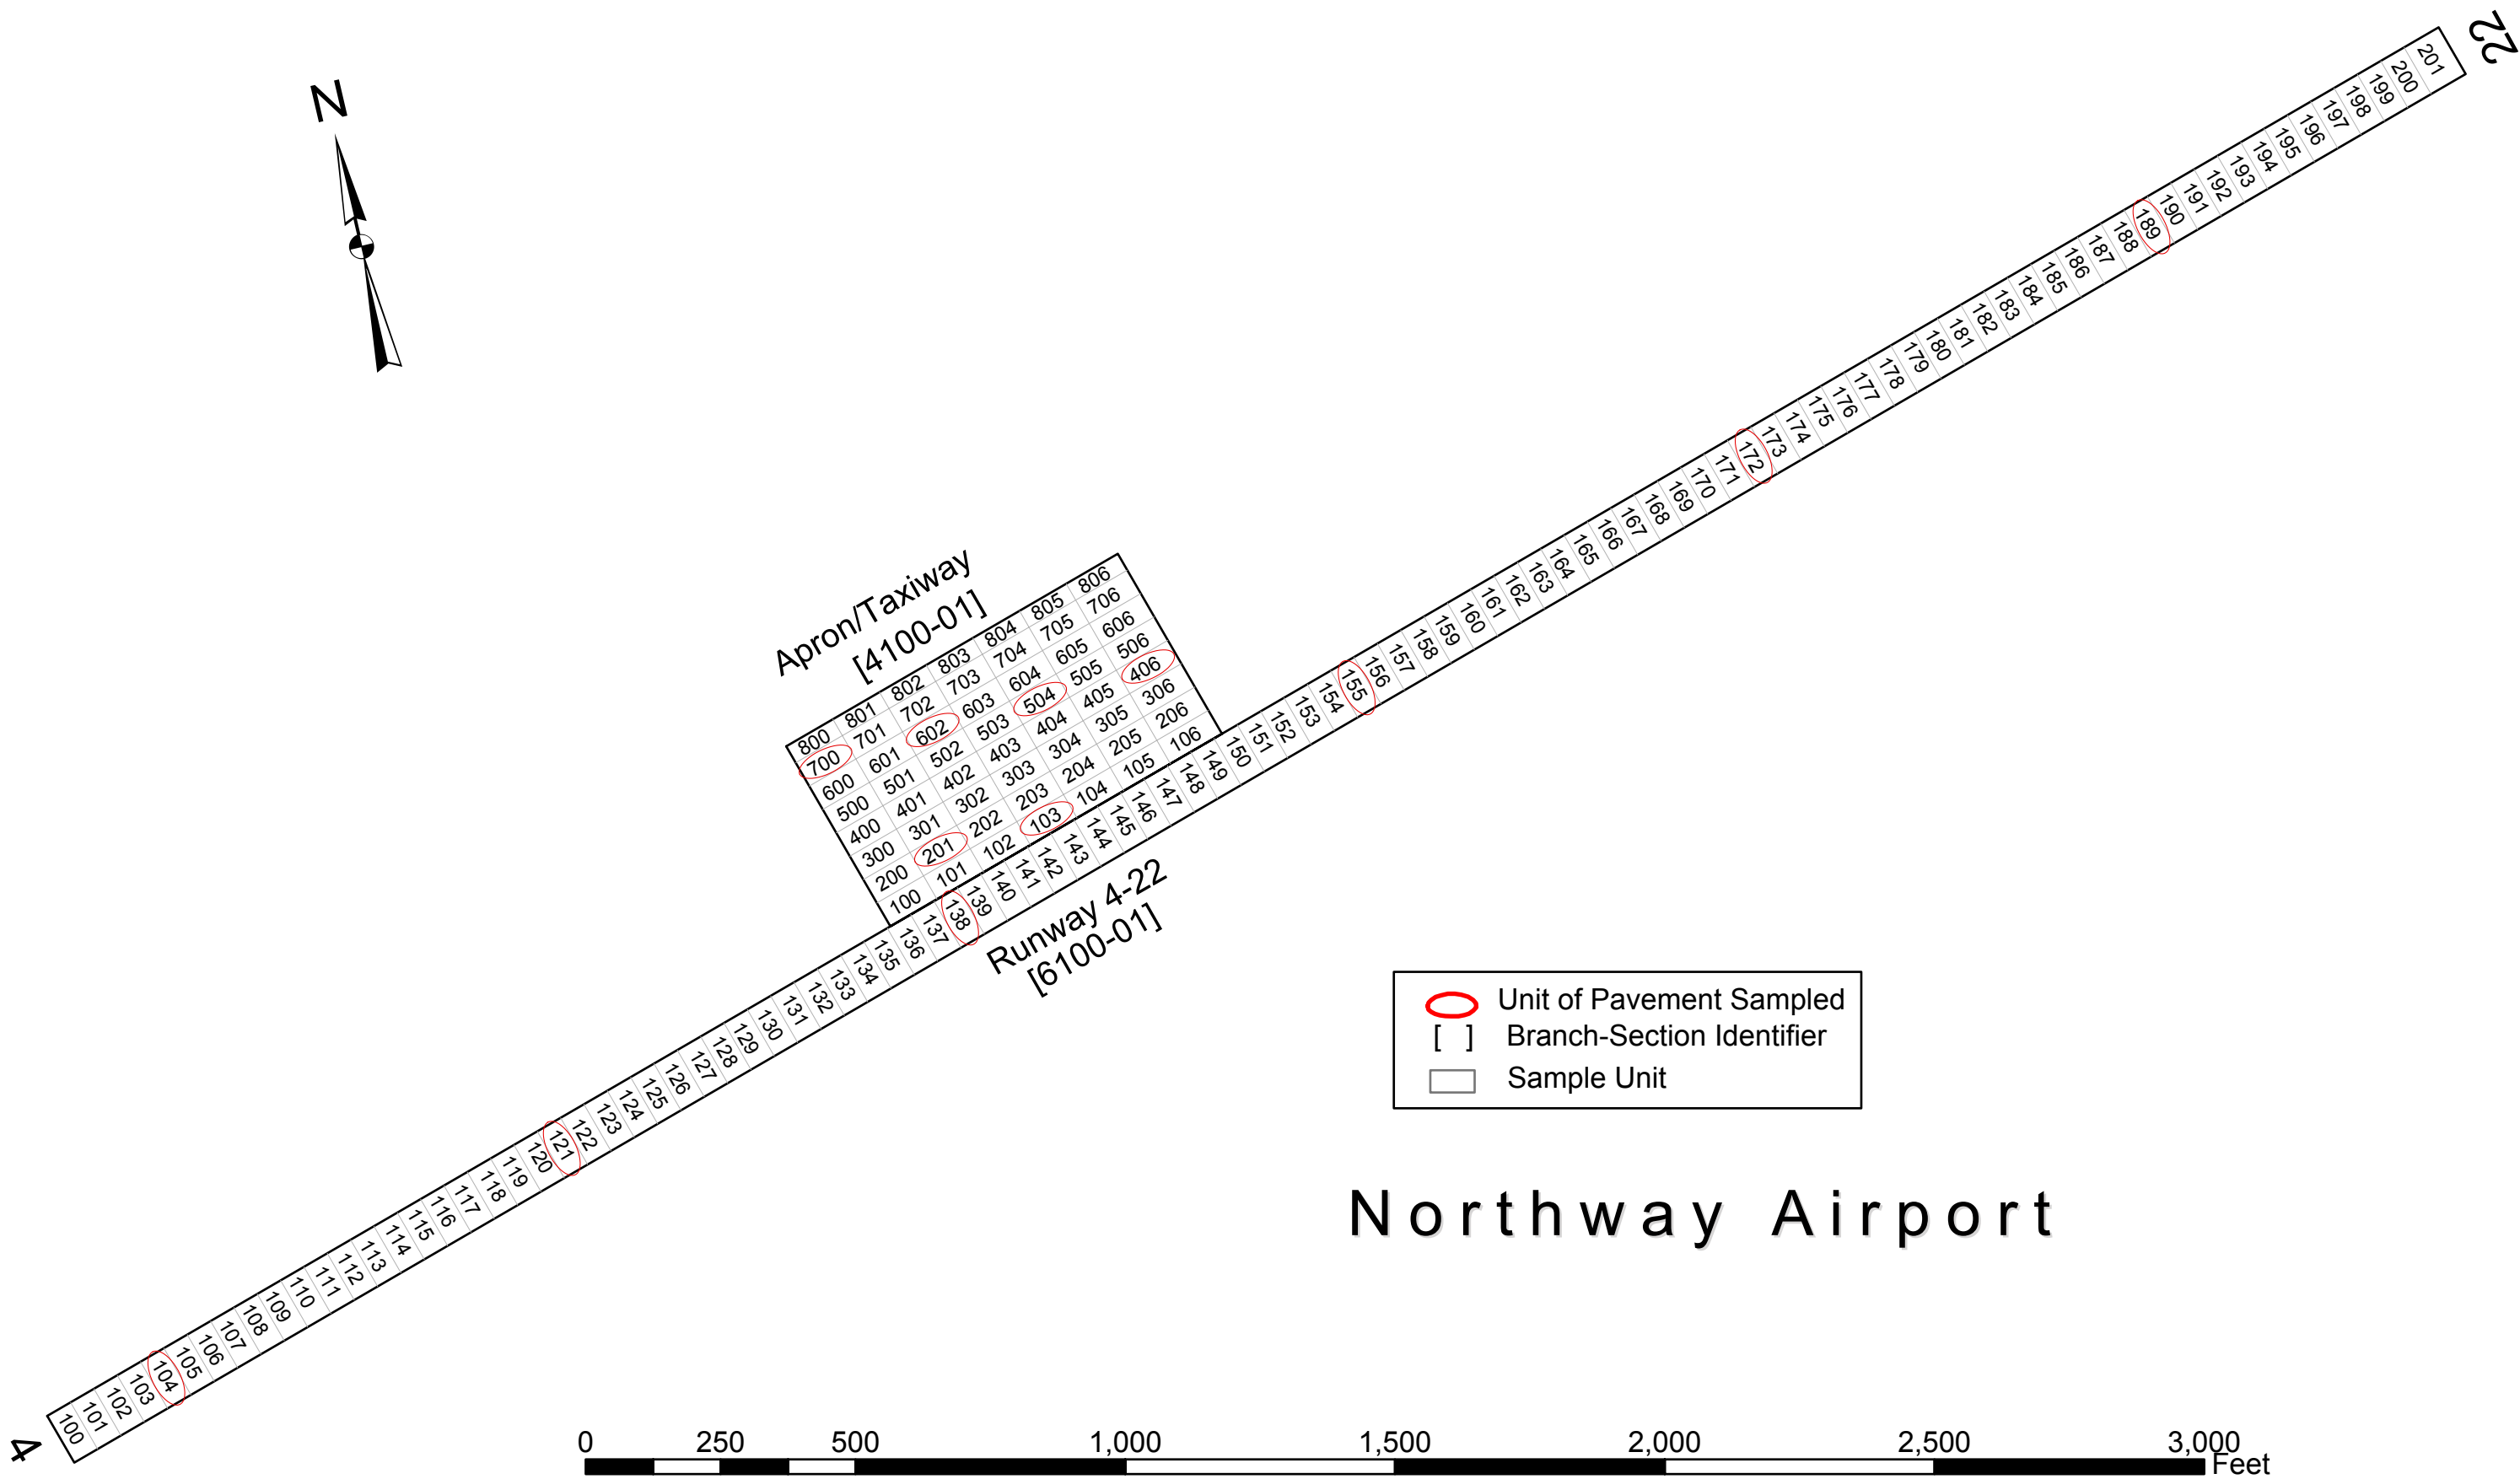 22
N
Apron/Taxiway
[4100-01]
800 801 802 803 804 805 806
700 701 702 703 704 705 706
600 601 602 603 604 605 606
500 501 502 503 504 505 506
400 401 402 403 404 405 406
300 301 302 303 304 305 306
200 201 202 203 204 205 206
100 101 102 103 104 105 106
100 101 102 103 104 105 106 107 108 109 110 111 112 113 114 115 116 117 118 119 120 121 122 123 124 125 126 127 128 129 130 131 132 133 134 135 136 137 138 139 140 141 142 143 144 145 146 147 148 149 150 151 152 153 154 155 156 157 158 159 160 161 162 163 164 165 166 167 168 169 170 171 172 173 174 175 176 177 178 179 180 181 182 183 184 185 186 187 188 189 190 191 192 193 194 195 196 197 198 199 200 201
Runway 4-22
[6100-01]
Unit of Pavement Sampled
[ ] Branch-Section Identifier
Sample Unit
Northway Airport
4
0 250 500 1,000 1,500 2,000 2,500 3,000
Feet